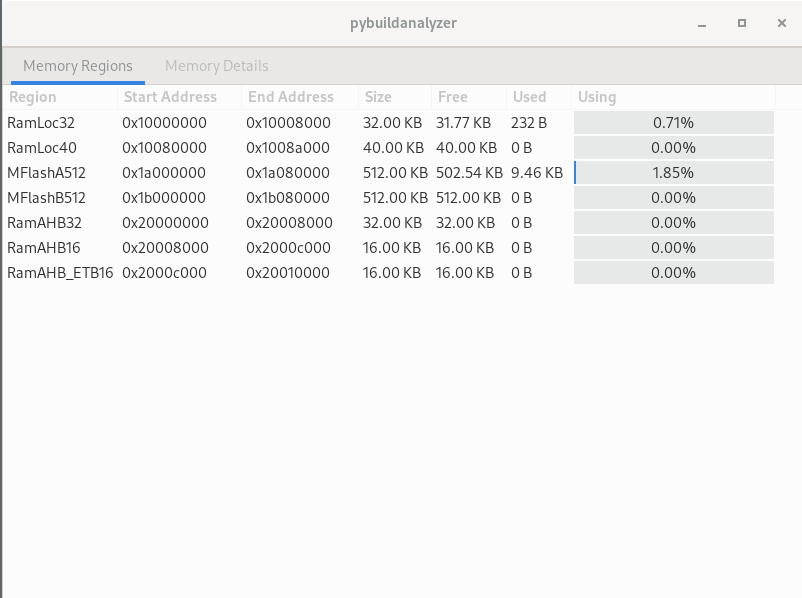 pybuildanalyzer
Memory Regions Memory Details
Region Start Address End Address Size Free Used Using
RamLoc32 0x10000000 0x10008000 32.00 KB 31.77 KB 232 B 0.71%
RamLoc40 0x10080000 0x1008a000 40.00 KB 40.00 KB 0 B 0.00%
MFlashA512 0x1a000000 0x1a080000 512.00 KB 502.54 KB 9.46 KB 1.85%
MFlashB512 0x1b000000 0x1b080000 512.00 KB 512.00 KB 0 B 0.00%
RamAHB32 0x20000000 0x20008000 32.00 KB 32.00 KB 0 B 0.00%
RamAHB16 0x20008000 0x2000c000 16.00 KB 16.00 KB 0 B 0.00%
RamAHB_ETB16 0x2000c000 0x20010000 16.00 KB 16.00 KB 0 B 0.00%